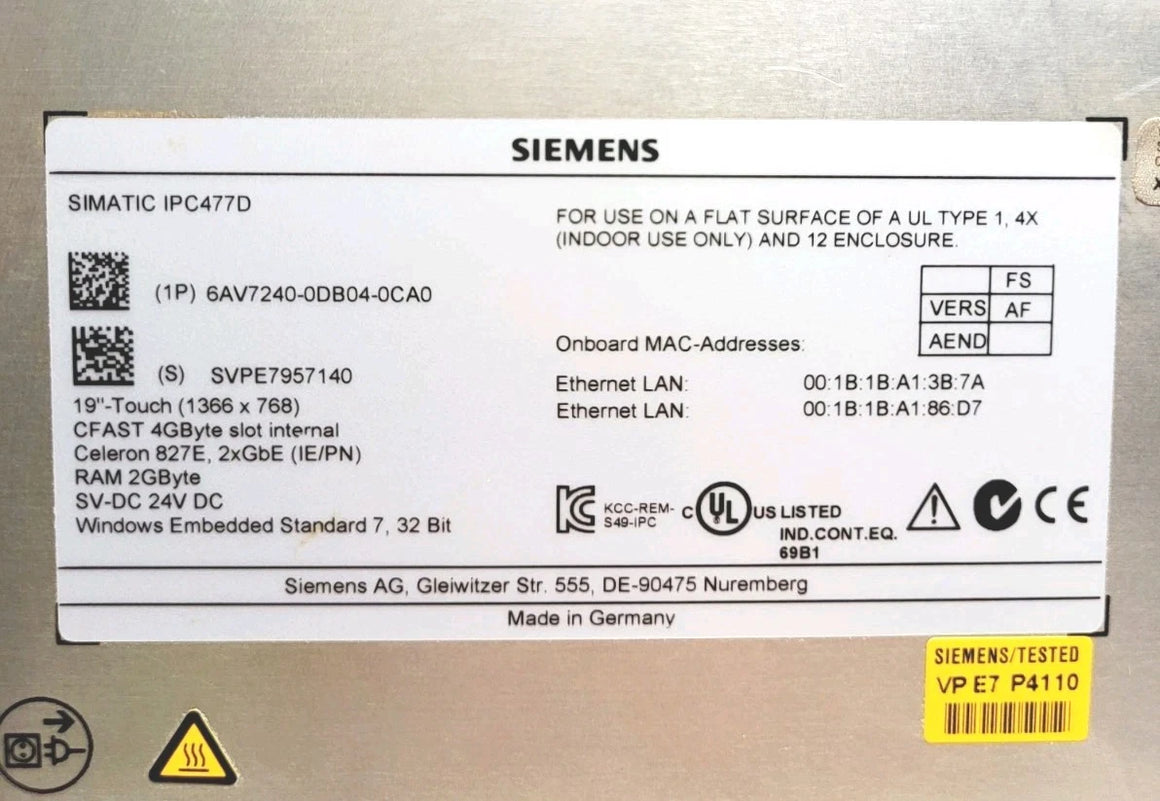 SIEMENS
SIMATIC IPC477D
FOR USE ON A FLAT SURFACE OF A UL TYPE 1, 4X
(INDOOR USE ONLY) AND 12 ENCLOSURE.
(1P) 6AV7240-0DB04-0CA0
FS
VERS AF
AEND
Onboard MAC-Addresses:
(S) SVPE7957140
Ethernet LAN: 00:1B:1B:A1:3B:7A
Ethernet LAN: 00:1B:1B:A1:86:D7
19"-Touch (1366 x 768)
CFAST 4GByte slot internal
Celeron 827E, 2xGbE (IE/PN)
RAM 2GByte
SV-DC 24V DC
Windows Embedded Standard 7, 32 Bit
KCC-REM-
S49-IPC
C UL US LISTED
IND.CONT.EQ.
69B1
CE
Siemens AG, Gleiwitzer Str. 555, DE-90475 Nuremberg
Made in Germany
SIEMENS/TESTED
VP E7 P4110